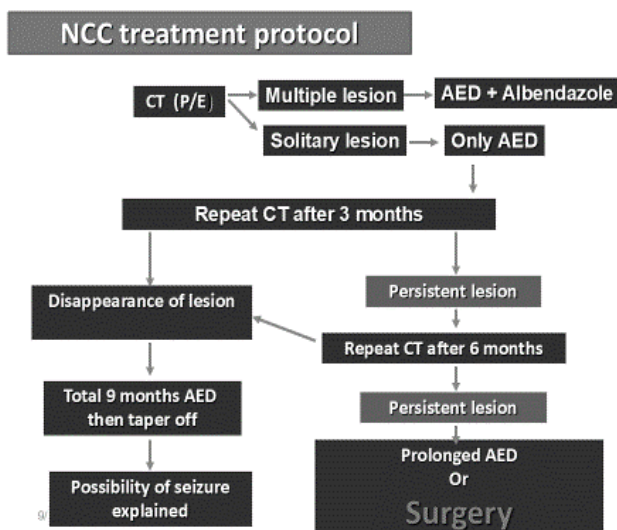 NCC treatment protocol
CT (P/E)
Multiple lesion
AED + Albendazole
Solitary lesion
Only AED
Repeat CT after 3 months
Disappearance of lesion
Persistent lesion
Repeat CT after 6 months
Total 9 months AED
then taper off
Persistent lesion
Possibility of seizure
explained
Prolonged AED
Or
Surgery
9/